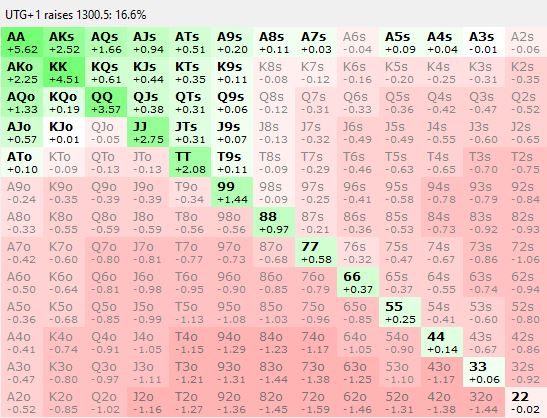 UTG+1 raises 1300.5: 16.6%
AA AKs AQs AJs ATs A9s A8s A7s A6s A5s A4s A3s A2s
+5.62 +2.52 +1.66 +0.94 +0.51 +0.20 +0.11 +0.03 -0.04 +0.09 +0.04 -0.01 -0.06
AKo KK KQs KJs KTs K9s K8s K7s K6s K5s K4s K3s K2s
+2.25 +4.51 +0.61 +0.44 +0.35 +0.11 -0.08 -0.12 -0.16 -0.20 -0.25 -0.31 -0.35
AQo KQo QQ QJs QTs Q9s Q8s Q7s Q6s Q5s Q4s Q3s Q2s
+1.33 +0.19 +3.57 +0.38 +0.31 +0.06 -0.12 -0.31 -0.33 -0.36 -0.42 -0.47 -0.52
AJo KJo QJo JJ JTs J9s J8s J7s J6s J5s J4s J3s J2s
+0.57 +0.01 -0.05 +2.75 +0.31 +0.07 -0.13 -0.32 -0.49 -0.49 -0.55 -0.60 -0.65
ATo KTo QTo JTo TT T9s T8s T7s T6s T5s T4s T3s T2s
+0.10 -0.09 -0.13 -0.13 +2.08 +0.11 -0.09 -0.29 -0.46 -0.63 -0.65 -0.70 -0.75
A9o K9o Q9o J9o T9o 99 98s 97s 96s 95s 94s 93s 92s
-0.24 -0.35 -0.39 -0.39 -0.34 +1.44 -0.09 -0.25 -0.41 -0.58 -0.78 -0.79 -0.84
A8o K8o Q8o J8o T8o 98o 88 87s 86s 85s 84s 83s 82s
-0.33 -0.55 -0.59 -0.59 -0.56 -0.56 +0.97 -0.21 -0.36 -0.53 -0.73 -0.92 -0.93
A7o K7o Q7o J7o T7o 97o 87o 77 76s 75s 74s 73s 72s
-0.42 -0.60 -0.80 -0.81 -0.77 -0.73 -0.68 +0.58 -0.32 -0.47 -0.67 -0.86 -1.06
A6o K6o Q6o J6o T6o 96o 86o 76o 66 65s 64s 63s 62s
-0.50 -0.64 -0.81 -0.98 -0.95 -0.90 -0.85 -0.79 +0.37 -0.37 -0.55 -0.74 -0.94
A5o K5o Q5o J5o T5o 95o 85o 75o 65o 55 54s 53s 52s
-0.36 -0.68 -0.85 -0.99 -1.13 -1.08 -1.03 -0.96 -0.85 +0.25 -0.41 -0.60 -0.80
A4o K4o Q4o J4o T4o 94o 84o 74o 64o 54o 44 43s 42s
-0.41 -0.74 -0.91 -1.05 -1.15 -1.29 -1.23 -1.17 -1.05 -0.90 +0.14 -0.67 -0.86
A3o K3o Q3o J3o T3o 93o 83o 73o 63o 53o 43o 33 32s
-0.47 -0.80 -0.97 -1.11 -1.21 -1.31 -1.44 -1.38 -1.25 -1.10 -1.17 +0.06 -0.92
A2o K2o Q2o J2o T2o 92o 82o 72o 62o 52o 42o 32o 22
-0.52 -0.85 -1.02 -1.16 -1.27 -1.36 -1.45 -1.59 -1.46 -1.31 -1.38 -1.44 -0.02